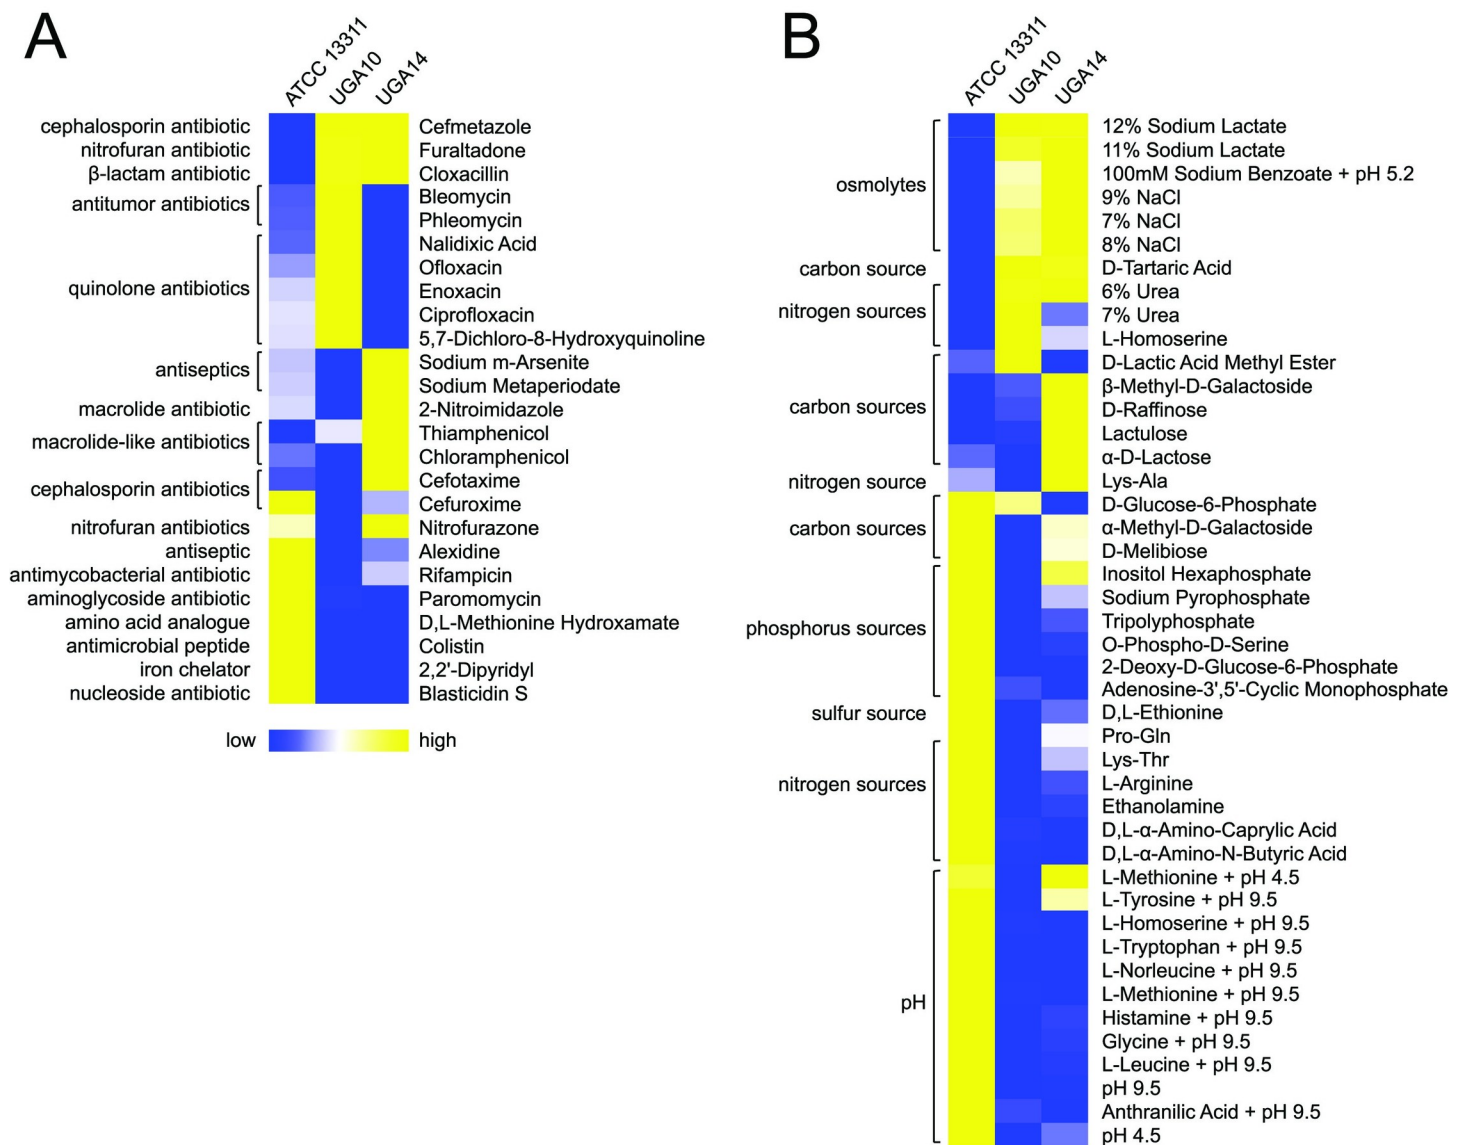 A
ATCC 13311
UGA10
UGA14
cephalosporin antibiotic
nitrofuran antibiotic
β-lactam antibiotic
antitumor antibiotics
quinolone antibiotics
antiseptics
macrolide antibiotic
macrolide-like antibiotics
cephalosporin antibiotics
nitrofuran antibiotics
antiseptic
antimycobacterial antibiotic
aminoglycoside antibiotic
amino acid analogue
antimicrobial peptide
iron chelator
nucleoside antibiotic
Cefmetazole
Furaltadone
Cloxacillin
Bleomycin
Phleomycin
Nalidixic Acid
Ofloxacin
Enoxacin
Ciprofloxacin
5,7-Dichloro-8-Hydroxyquinoline
Sodium m-Arsenite
Sodium Metaperiodate
2-Nitroimidazole
Thiamphenicol
Chloramphenicol
Cefotaxime
Cefuroxime
Nitrofurazone
Alexidine
Rifampicin
Paromomycin
D,L-Methionine Hydroxamate
Colistin
2,2'-Dipyridyl
Blasticidin S
low
high
B
ATCC 13311
UGA10
UGA14
osmolytes
carbon source
nitrogen sources
carbon sources
nitrogen source
carbon sources
phosphorus sources
sulfur source
nitrogen sources
pH
12% Sodium Lactate
11% Sodium Lactate
100mM Sodium Benzoate + pH 5.2
9% NaCl
7% NaCl
8% NaCl
D-Tartaric Acid
6% Urea
7% Urea
L-Homoserine
D-Lactic Acid Methyl Ester
β-Methyl-D-Galactoside
D-Raffinose
Lactulose
α-D-Lactose
Lys-Ala
D-Glucose-6-Phosphate
α-Methyl-D-Galactoside
D-Melibiose
Inositol Hexaphosphate
Sodium Pyrophosphate
Tripolyphosphate
O-Phospho-D-Serine
2-Deoxy-D-Glucose-6-Phosphate
Adenosine-3',5'-Cyclic Monophosphate
D,L-Ethionine
Pro-Gln
Lys-Thr
L-Arginine
Ethanolamine
D,L-α-Amino-Caprylic Acid
D,L-α-Amino-N-Butyric Acid
L-Methionine + pH 4.5
L-Tyrosine + pH 9.5
L-Homoserine + pH 9.5
L-Tryptophan + pH 9.5
L-Norleucine + pH 9.5
L-Methionine + pH 9.5
Histamine + pH 9.5
Glycine + pH 9.5
L-Leucine + pH 9.5
pH 9.5
Anthranilic Acid + pH 9.5
pH 4.5